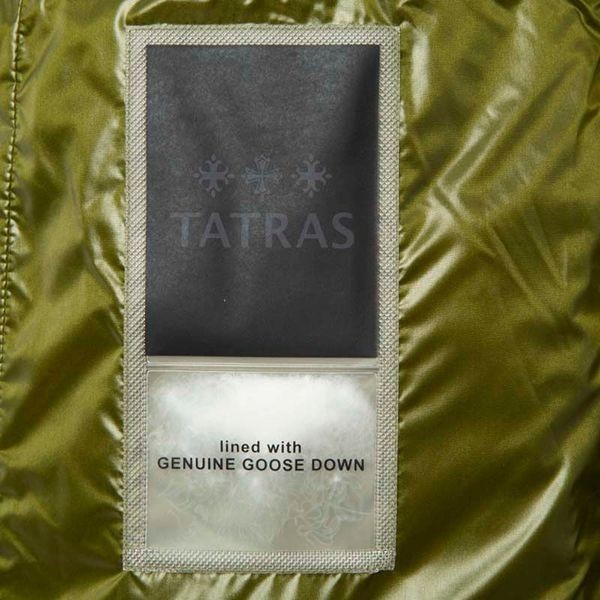 TATRAS
lined with
GENUINE GOOSE DOWN